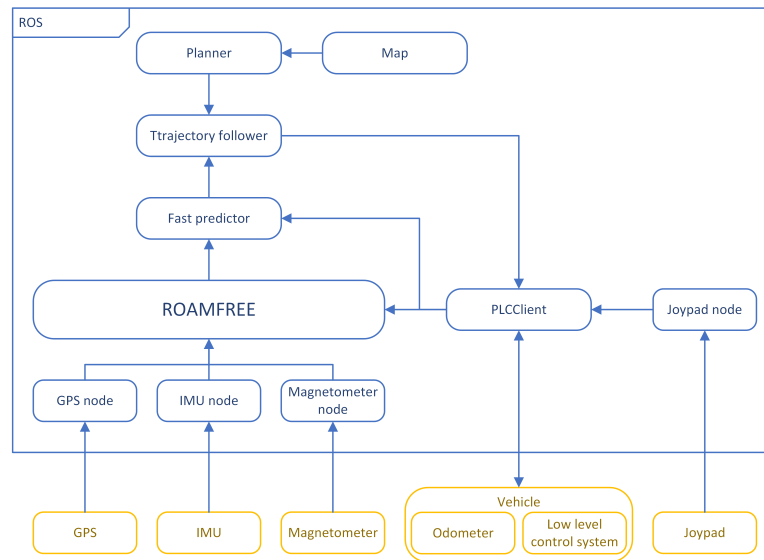 ROS
Planner
Map
Ttrajectory follower
Fast predictor
ROAMFREE
PLCClient
Joypad node
GPS node
IMU node
Magnetometer
node
Vehicle
GPS
IMU
Magnetometer
Odometer
Low level
control system
Joypad